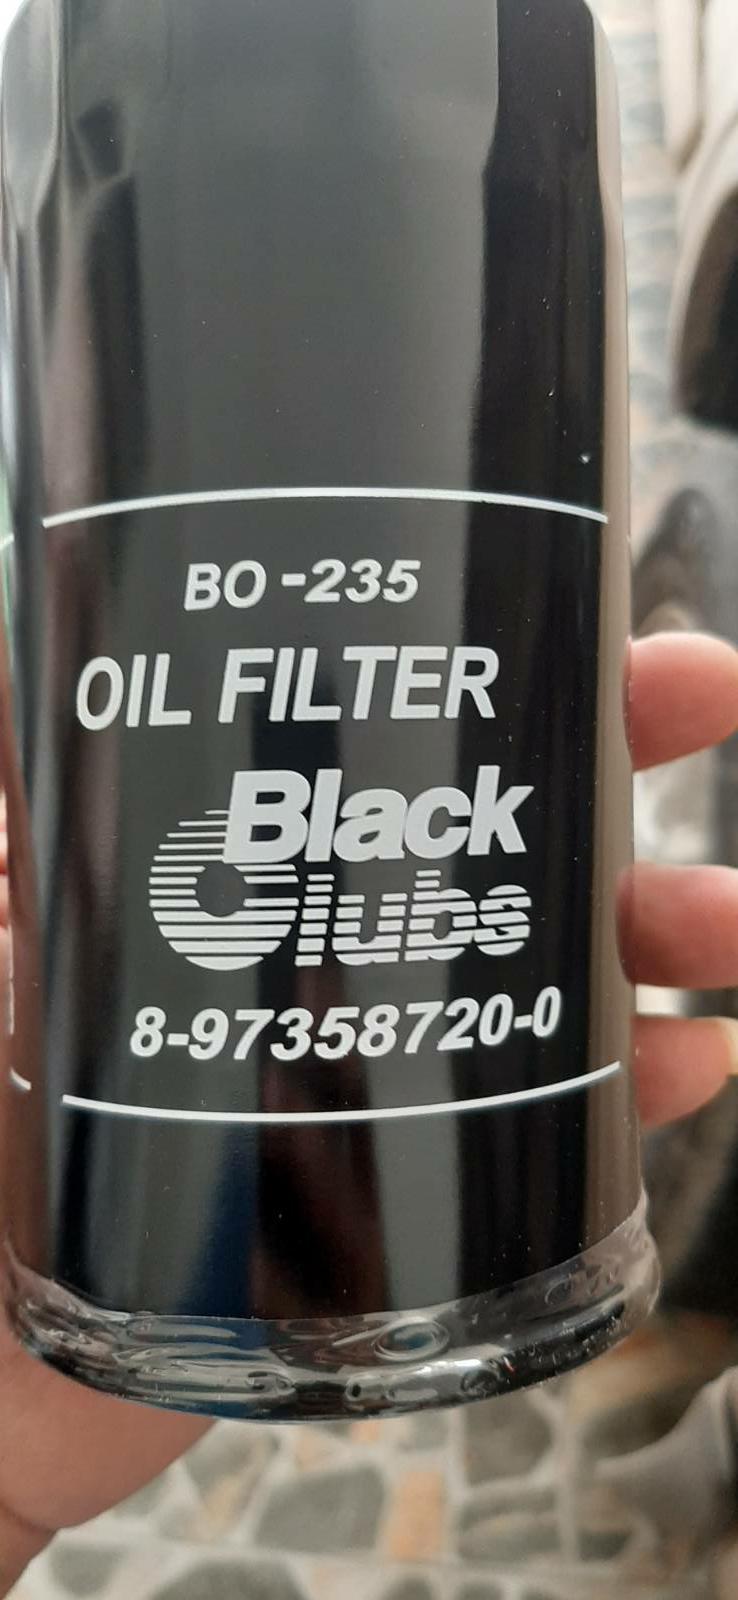 BO-235
OIL FILTER
Black
Clubs
8-97358720-0